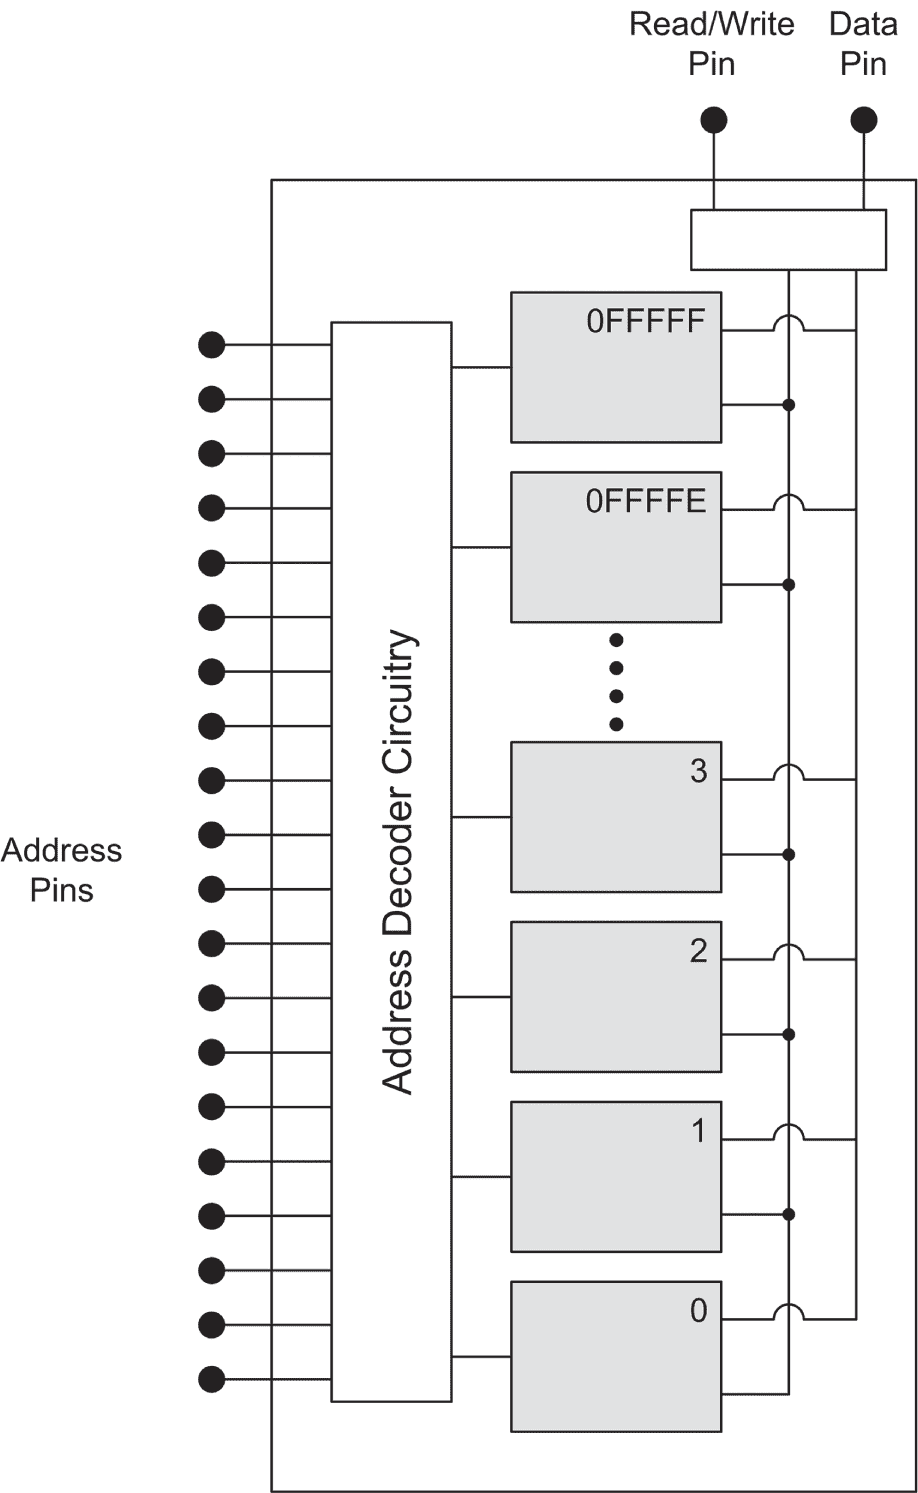 Read/Write
Pin
Data
Pin
0FFFFF
0FFFFE
3
2
1
0
Address Decoder Circuitry
Address
Pins